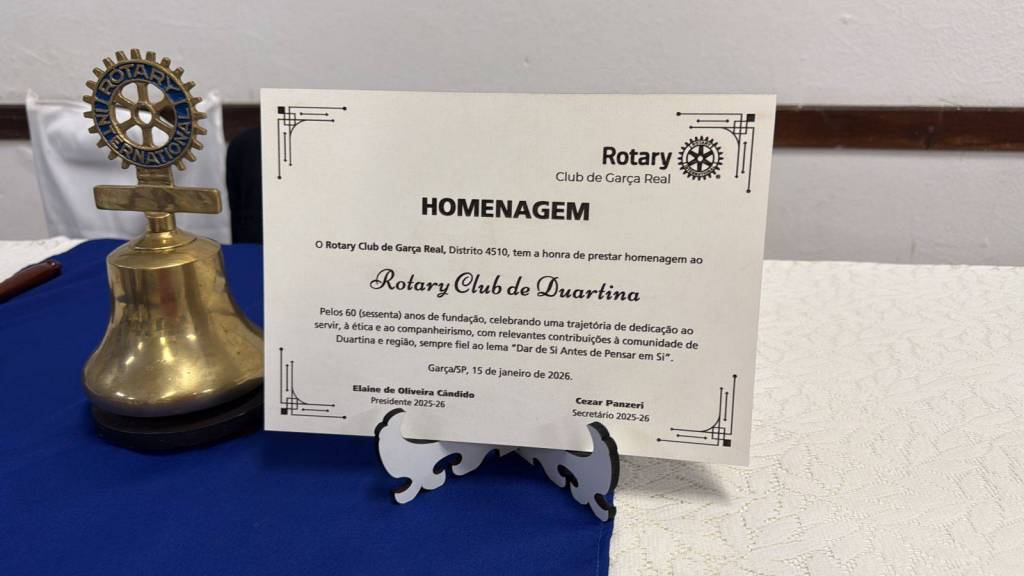 ROTARY
INTERNATIONAL
Rotary
Club de Garça Real
HOMENAGEM
O Rotary Club de Garça Real, Distrito 4510, tem a honra de prestar homenagem ao
Rotary Club de Duartina
Pelos 60 (sessenta) anos de fundação, celebrando uma trajetória de dedicação ao
servir, à ética e ao companheirismo, com relevantes contribuições à comunidade de
Duartina e região, sempre fiel ao lema “Dar de Si Antes de Pensar em Si”.
Garça/SP, 15 de janeiro de 2026.
Elaine de Oliveira Cândido
Presidente 2025-26
Cezar Panzeri
Secretário 2025-26